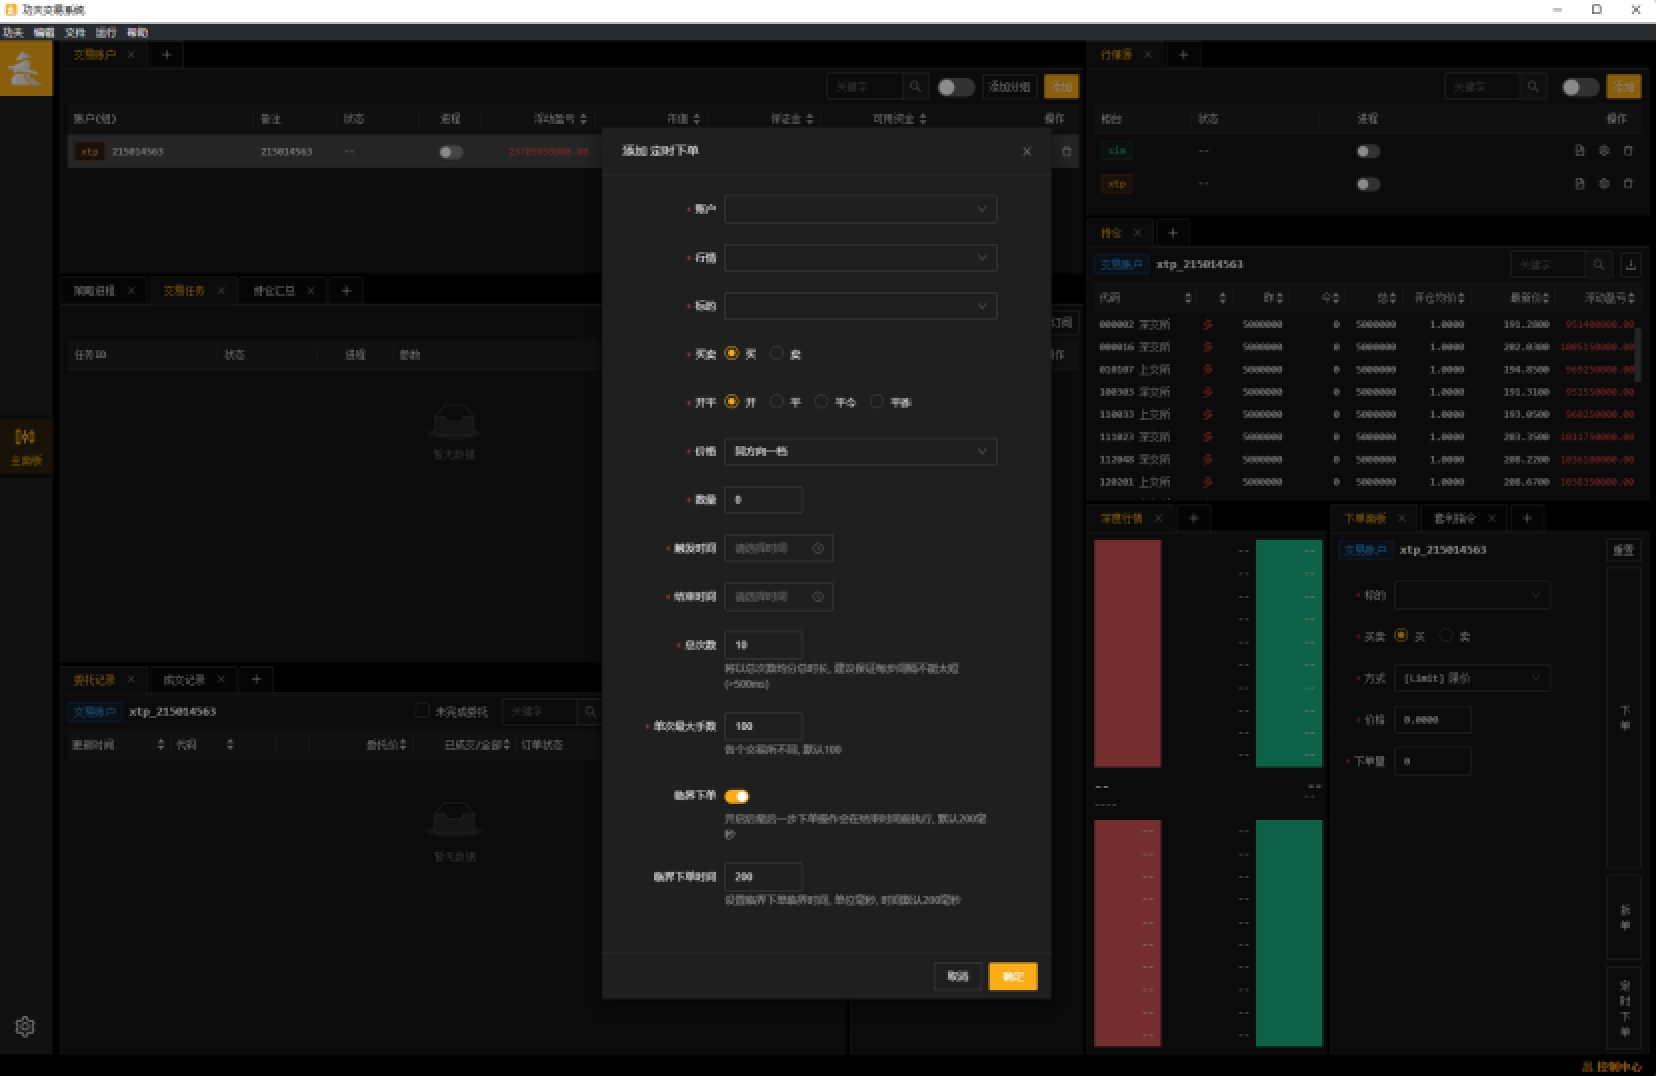 功夫交易系统
功夫 编辑 文件 运行 帮助
交易账户
行情源
关键字
添加分组
添加
关键字
添加
账户(组) 备注 状态 进程 浮动盈亏 市值 保证金 可用资金 操作
柜台 状态 进程 操作
xtp 215014563 215014563 --
sim --
xtp --
添加 定时下单
账户
行情
标的
买卖 买 卖
开平 开 平 平今 平昨
价格 同方向一档
数量 0
触发时间 请选择时间
结束时间 请选择时间
总次数 10
将以总次数均分总时长, 建议保证每步间隔不能太短
(>500ms)
单次最大手数 100
各个交易所不同, 默认100
临界下单
开启后最后一步下单操作会在结束时间前执行, 默认200毫
秒
临界下单时间 200
设置临界下单临界时间, 单位毫秒, 时间默认200毫秒
取消 确定
策略进程 交易任务 持仓汇总
订阅
任务ID 状态 进程 参数 操作
暂无数据
主面板
委托记录 成交记录
交易账户 xtp_215014563 未完成委托 关键字
更新时间 代码 委托价 已成交/全部 订单状态
暂无数据
持仓
交易账户 xtp_215014563 关键字
代码 昨 今 总 开仓均价 最新价 浮动盈亏
000002 深交所 多 5000000 0 5000000 1.0000 191.2800 951400000.00
000016 深交所 多 5000000 0 5000000 1.0000 202.0300 1005150000.00
010107 上交所 多 5000000 0 5000000 1.0000 194.8500 969250000.00
100303 深交所 多 5000000 0 5000000 1.0000 191.3100 951550000.00
110033 上交所 多 5000000 0 5000000 1.0000 193.0500 960250000.00
111023 深交所 多 5000000 0 5000000 1.0000 203.3500 1011750000.00
112048 深交所 多 5000000 0 5000000 1.0000 208.2200 1036100000.00
120201 上交所 多 5000000 0 5000000 1.0000 208.6700 1038350000.00
深度行情
下单面板 套利指令
交易账户 xtp_215014563 重置
标的
买卖 买 卖
方式 [Limit] 限价
价格 0.0000
下单量 0
下单
拆单
定时下单
控制中心